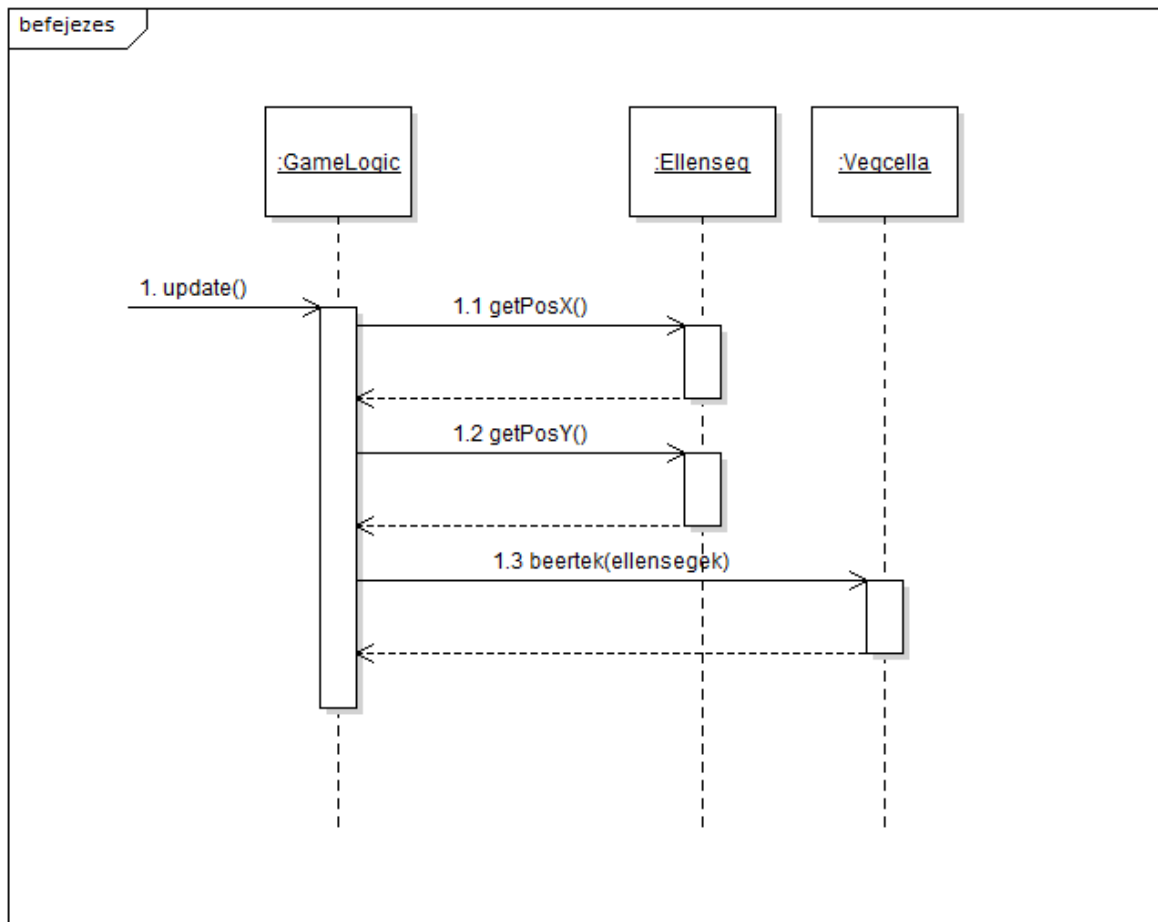 befejezes
:GameLogic
:Ellenseg
:Vegcella
1. update()
1.1 getPosX()
1.2 getPosY()
1.3 beertek(ellensegek)